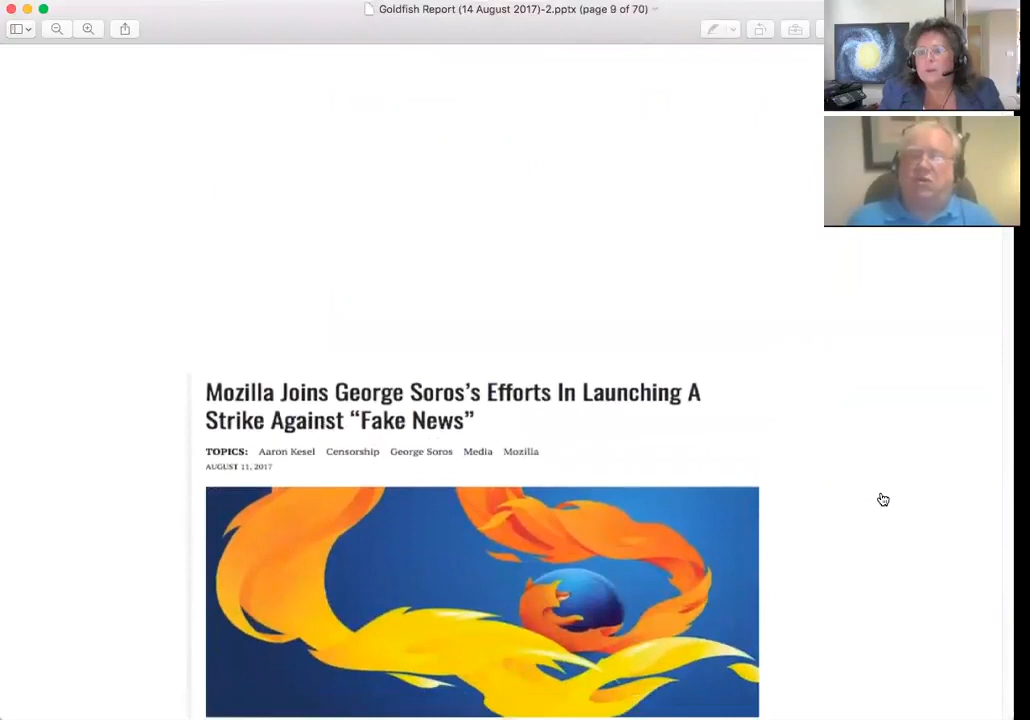 Goldfish Report (14 August 2017)-2.pptx (page 9 of 70)
Mozilla Joins George Soros’s Efforts In Launching A
Strike Against “Fake News”
TOPICS: Aaron Kesel Censorship George Soros Media Mozilla
AUGUST 11, 2017